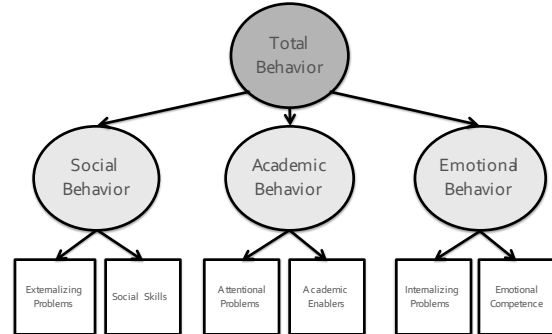 Total
Behavior
Social
Behavior
Academic
Behavior
Emotional
Behavior
Externalizing
Problems
Social Skills
Attentional
Problems
Academic
Enablers
Internalizing
Problems
Emotional
Competence